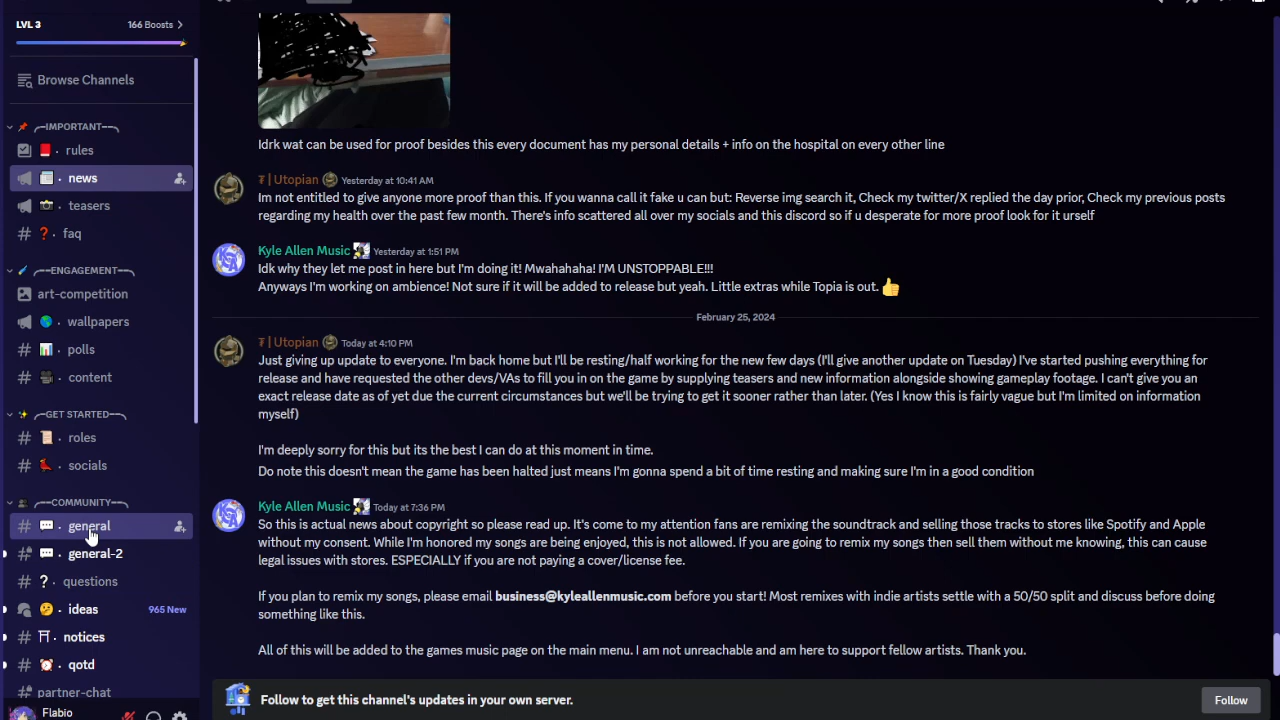 LVL 3
166 Boosts
Browse Channels
IMPORTANT
rules
news
teasers
faq
ENGAGEMENT
art-competition
wallpapers
polls
content
GET STARTED
roles
socials
COMMUNITY
general
general-2
questions
ideas
965 New
notices
qotd
partner-chat
Flabio
Idrk wat can be used for proof besides this every document has my personal details + info on the hospital on every other line
₮ | Utopian Yesterday at 10:41 AM
Im not entitled to give anyone more proof than this. If you wanna call it fake u can but: Reverse img search it, Check my twitter/X replied the day prior, Check my previous posts
regarding my health over the past few month. There's info scattered all over my socials and this discord so if u desperate for more proof look for it urself
Kyle Allen Music Yesterday at 1:51 PM
Idk why they let me post in here but I'm doing it! Mwahahaha! I'M UNSTOPPABLE!!!
Anyways I'm working on ambience! Not sure if it will be added to release but yeah. Little extras while Topia is out.
February 25, 2024
₮ | Utopian Today at 4:10 PM
Just giving up update to everyone. I'm back home but I'll be resting/half working for the new few days (I'll give another update on Tuesday) I've started pushing everything for
release and have requested the other devs/VAs to fill you in on the game by supplying teasers and new information alongside showing gameplay footage. I can't give you an
exact release date as of yet due the current circumstances but we'll be trying to get it sooner rather than later. (Yes I know this is fairly vague but I'm limited on information
myself)
I'm deeply sorry for this but its the best I can do at this moment in time.
Do note this doesn't mean the game has been halted just means I'm gonna spend a bit of time resting and making sure I'm in a good condition
Kyle Allen Music Today at 7:36 PM
So this is actual news about copyright so please read up. It's come to my attention fans are remixing the soundtrack and selling those tracks to stores like Spotify and Apple
without my consent. While I'm honored my songs are being enjoyed, this is not allowed. If you are going to remix my songs then sell them without me knowing, this can cause
legal issues with stores. ESPECIALLY if you are not paying a cover/license fee.
If you plan to remix my songs, please email business@kyleallenmusic.com before you start! Most remixes with indie artists settle with a 50/50 split and discuss before doing
something like this.
All of this will be added to the games music page on the main menu. I am not unreachable and am here to support fellow artists. Thank you.
Follow to get this channel's updates in your own server.
Follow